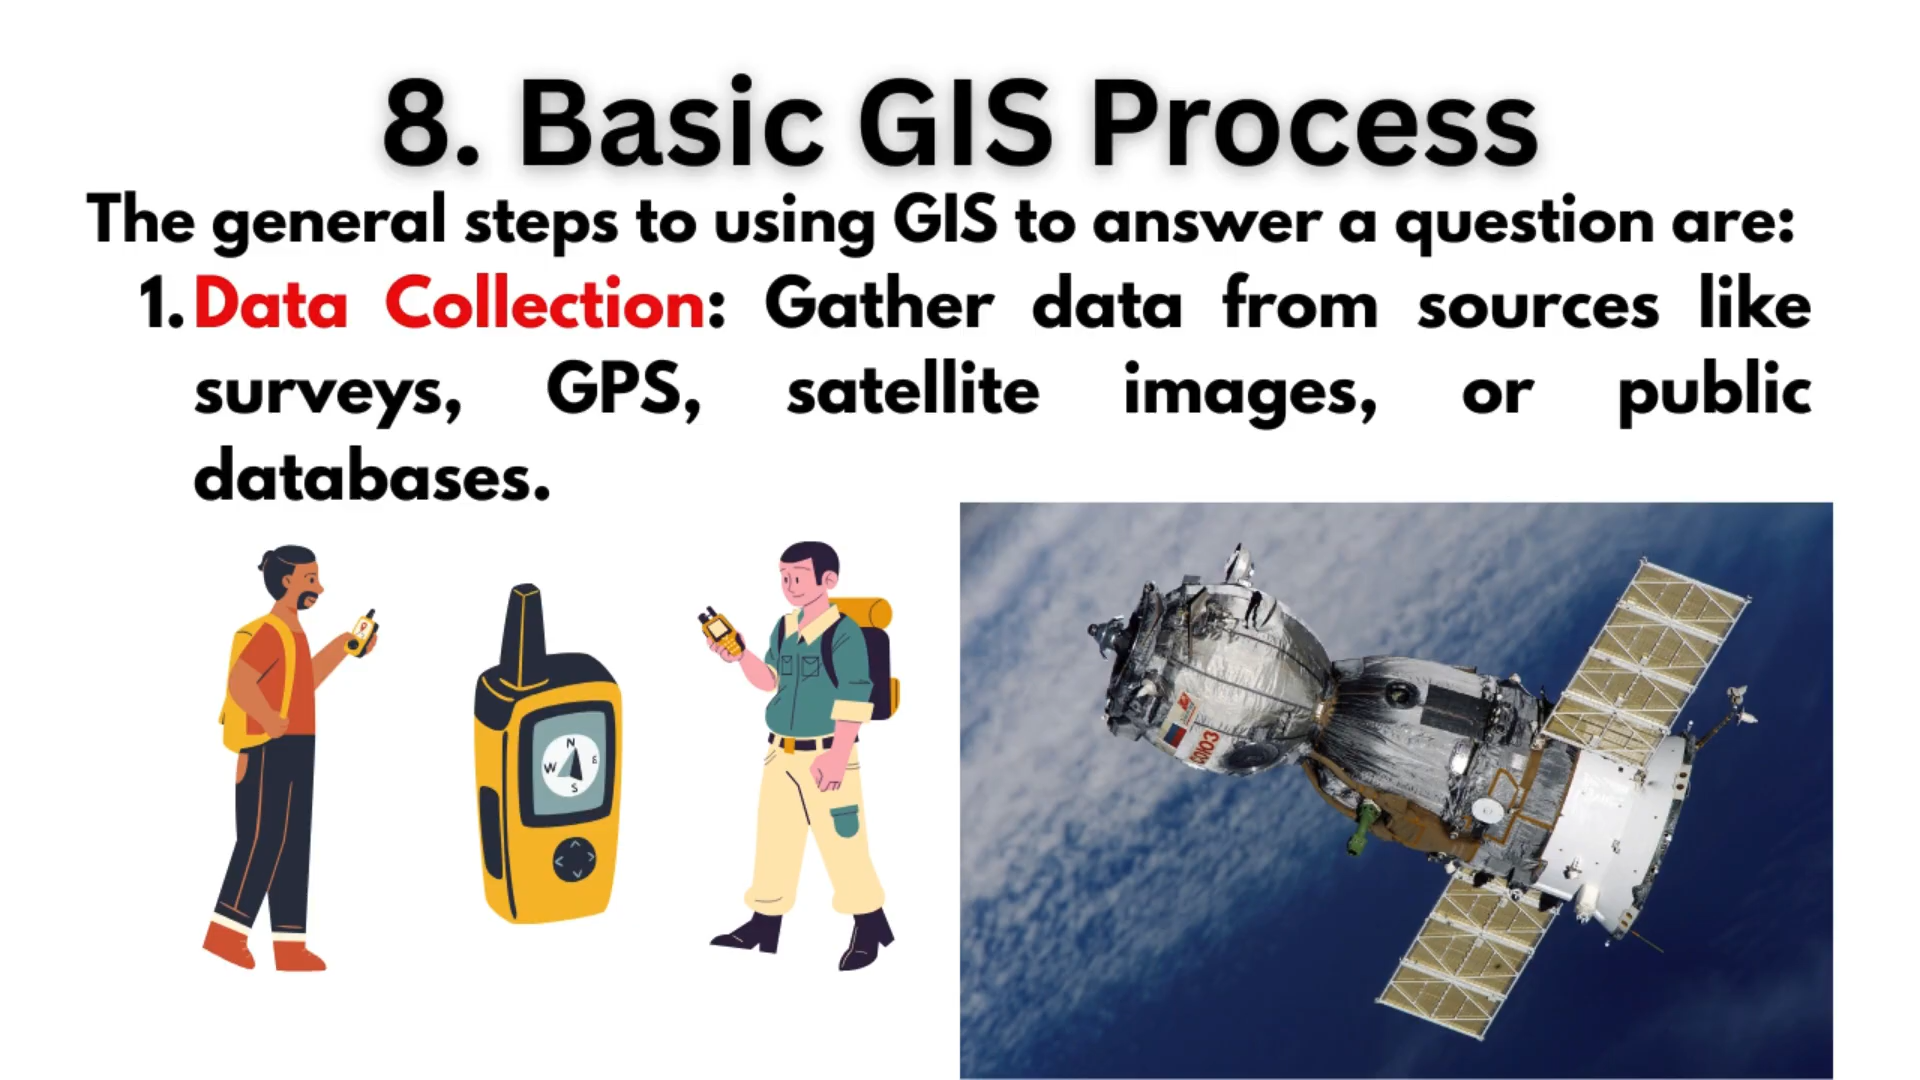 8. Basic GIS Process
The general steps to using GIS to answer a question are:
1. Data Collection: Gather data from sources like
surveys, GPS, satellite images, or public
databases.
N
W E
S
СОЮЗ